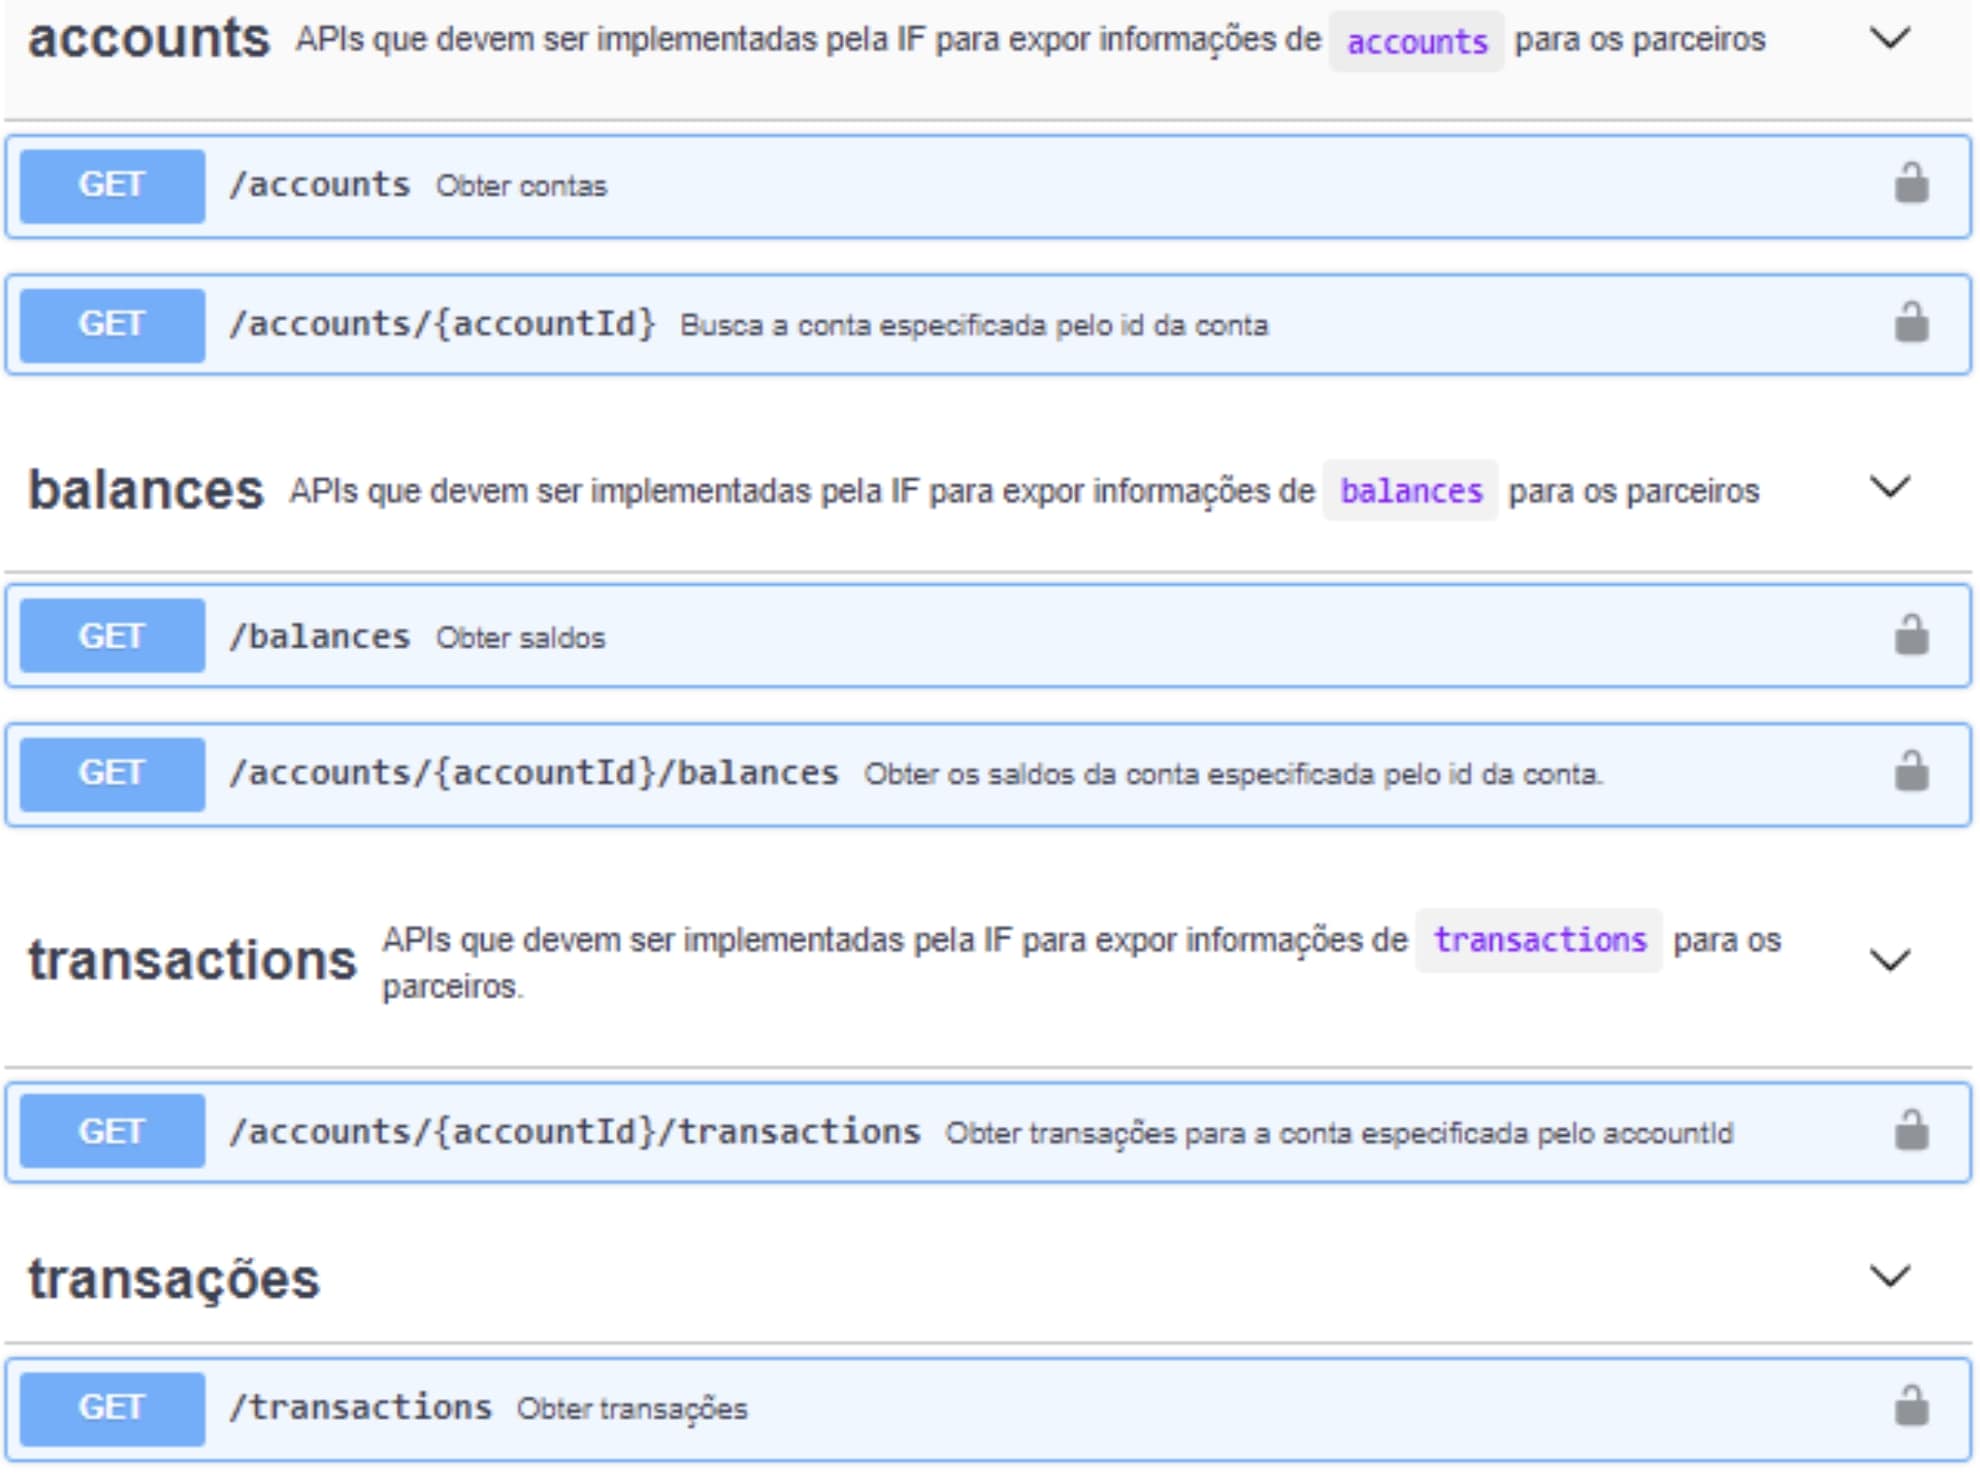 accounts APIs que devem ser implementadas pela IF para expor informações de accounts para os parceiros
GET /accounts Obter contas
GET /accounts/{accountId} Busca a conta especificada pelo id da conta
balances APIs que devem ser implementadas pela IF para expor informações de balances para os parceiros
GET /balances Obter saldos
GET /accounts/{accountId}/balances Obter os saldos da conta especificada pelo id da conta.
transactions APIs que devem ser implementadas pela IF para expor informações de transactions para os
parceiros.
GET /accounts/{accountId}/transactions Obter transações para a conta especificada pelo accountId
transações
GET /transactions Obter transações